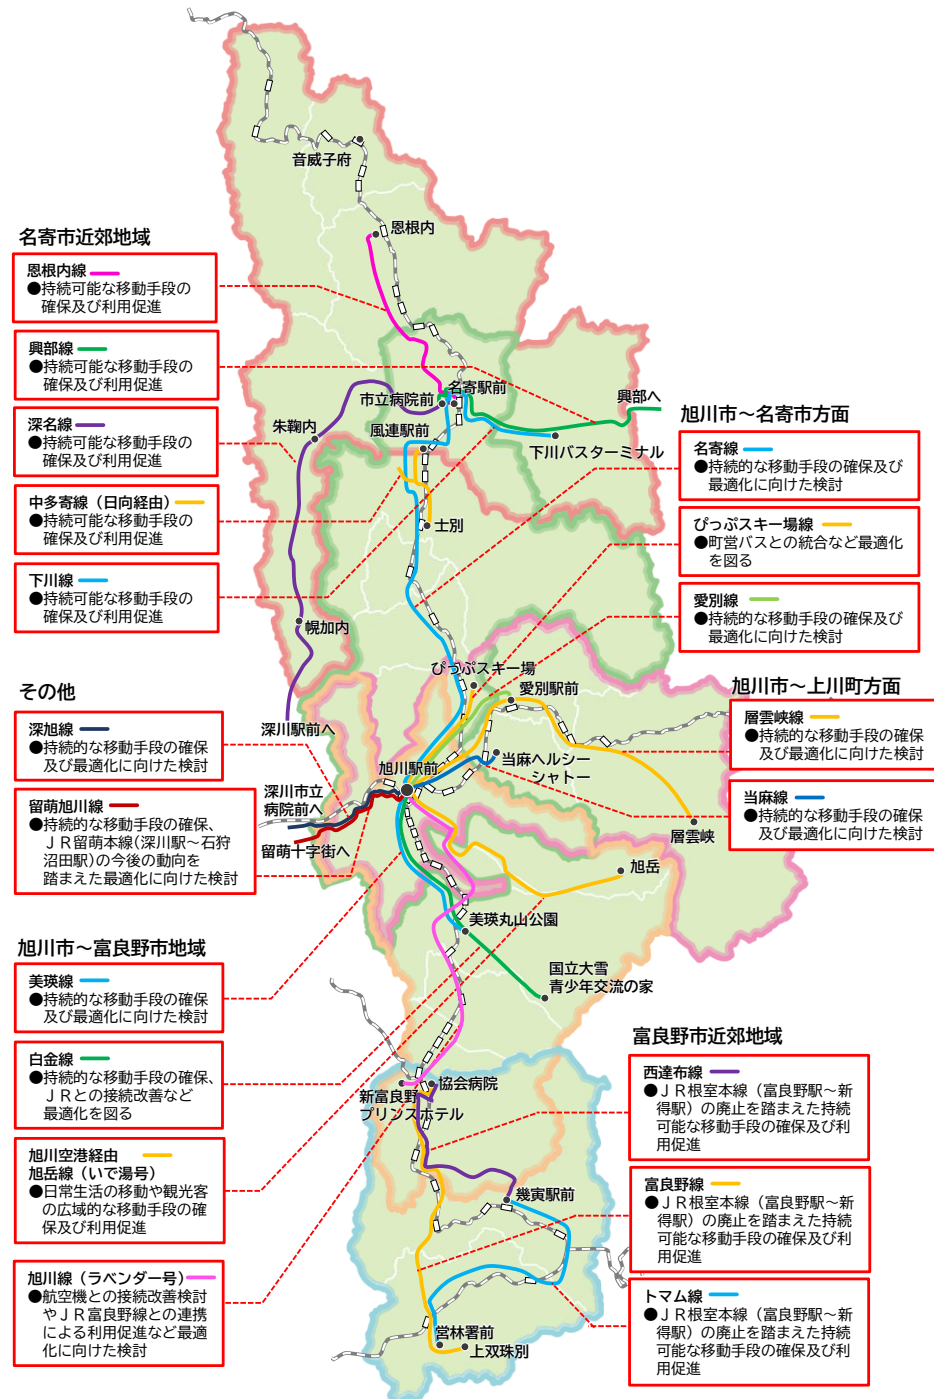 音威子府
恩根内
名寄市近郊地域
恩根内線
●持続可能な移動手段の
確保及び利用促進
興部線
●持続可能な移動手段の
確保及び利用促進
深名線
●持続可能な移動手段の
確保及び利用促進
中多寄線（日向経由）
●持続可能な移動手段の
確保及び利用促進
下川線
●持続可能な移動手段の
確保及び利用促進
名寄駅前
市立病院前
興部へ
朱鞠内
風連駅前
下川バスターミナル
士別
幌加内
旭川市～名寄市方面
名寄線
●持続的な移動手段の確保及び
最適化に向けた検討
ぴっぷスキー場線
●町営バスとの統合など最適化
を図る
愛別線
●持続的な移動手段の確保及び
最適化に向けた検討
ぴっぷスキー場
愛別駅前
深川駅前へ
旭川駅前
当麻ヘルシー
シャトー
深川市立
病院前へ
留萌十字街へ
層雲峡
旭岳
旭川市～上川町方面
層雲峡線
●持続的な移動手段の確保
及び最適化に向けた検討
当麻線
●持続的な移動手段の確保
及び最適化に向けた検討
その他
深旭線
●持続的な移動手段の確保
及び最適化に向けた検討
留萌旭川線
●持続的な移動手段の確保、
ＪＲ留萌本線（深川駅～石狩
沼田駅）の今後の動向を
踏まえた最適化に向けた検討
美瑛丸山公園
国立大雪
青少年交流の家
旭川市～富良野市地域
美瑛線
●持続的な移動手段の確保
及び最適化に向けた検討
白金線
●持続的な移動手段の確保、
ＪＲとの接続改善など
最適化を図る
旭川空港経由
旭岳線（いで湯号）
●日常生活の移動や観光客
の広域的な移動手段の確
保及び利用促進
旭川線（ラベンダー号）
●航空機との接続改善検討
やＪＲ富良野線との連携
による利用促進など最適
化に向けた検討
協会病院
新富良野
プリンスホテル
幾寅駅前
営林署前
上双珠別
富良野市近郊地域
西達布線
●ＪＲ根室本線（富良野駅～新
得駅）の廃止を踏まえた持続
可能な移動手段の確保及び利
用促進
富良野線
●ＪＲ根室本線（富良野駅～新
得駅）の廃止を踏まえた持続
可能な移動手段の確保及び利
用促進
トマム線
●ＪＲ根室本線（富良野駅～新
得駅）の廃止を踏まえた持続
可能な移動手段の確保及び利
用促進